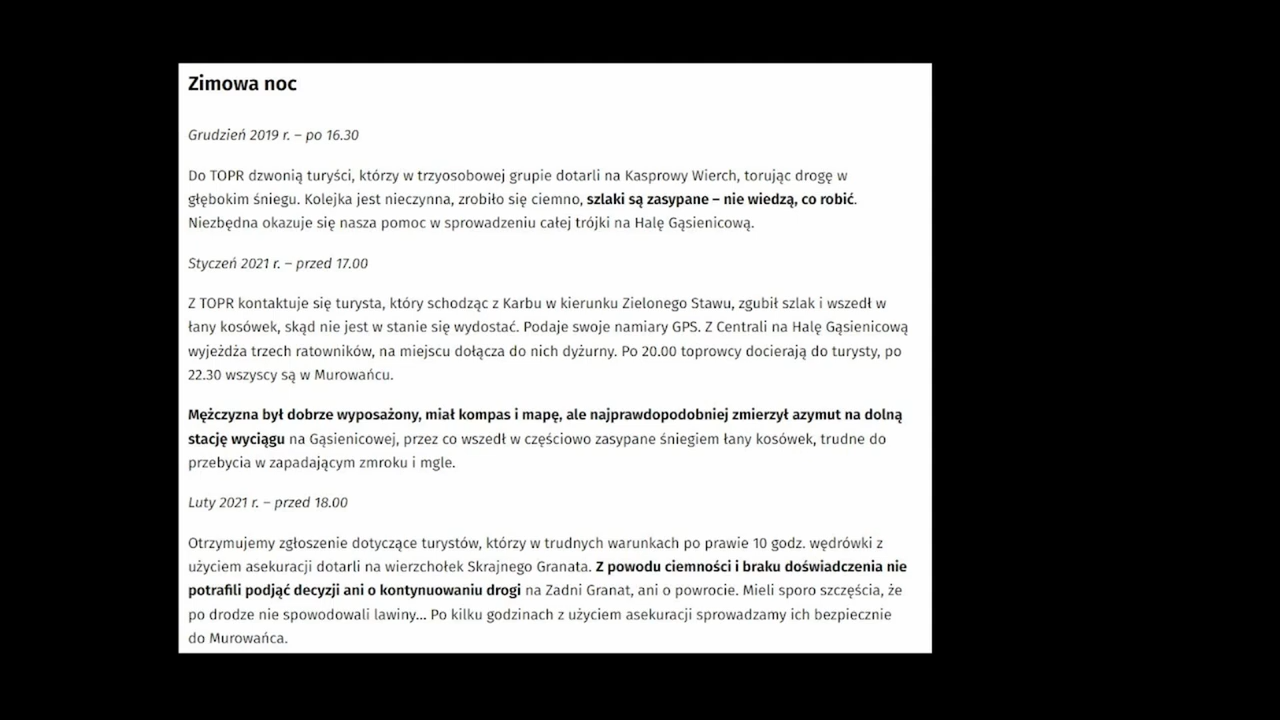 Zimowa noc
Grudzień 2019 r. – po 16.30
Do TOPR dzwonią turyści, którzy w trzyosobowej grupie dotarli na Kasprowy Wierch, torując drogę w
głębokim śniegu. Kolejka jest nieczynna, zrobiło się ciemno, szlaki są zasypane – nie wiedzą, co robić.
Niezbędna okazuje się nasza pomoc w sprowadzeniu całej trójki na Halę Gąsienicową.
Styczeń 2021 r. – przed 17.00
Z TOPR kontaktuje się turysta, który schodząc z Karbu w kierunku Zielonego Stawu, zgubił szlak i wszedł w
łany kosówek, skąd nie jest w stanie się wydostać. Podaje swoje namiary GPS. Z Centrali na Halę Gąsienicową
wyjeżdża trzech ratowników, na miejscu dołącza do nich dyżurny. Po 20.00 toprowcy docierają do turysty, po
22.30 wszyscy są w Murowańcu.
Mężczyzna był dobrze wyposażony, miał kompas i mapę, ale najprawdopodobniej zmierzył azymut na dolną
stację wyciągu na Gąsienicowej, przez co wszedł w częściowo zasypane śniegiem łany kosówek, trudne do
przebycia w zapadającym zmroku i mgle.
Luty 2021 r. – przed 18.00
Otrzymujemy zgłoszenie dotyczące turystów, którzy w trudnych warunkach po prawie 10 godz. wędrówki z
użyciem asekuracji dotarli na wierzchołek Skrajnego Granata. Z powodu ciemności i braku doświadczenia nie
potrafili podjąć decyzji ani o kontynuowaniu drogi na Zadni Granat, ani o powrocie. Mieli sporo szczęścia, że
po drodze nie spowodowali lawiny... Po kilku godzinach z użyciem asekuracji sprowadzamy ich bezpiecznie
do Murowańca.